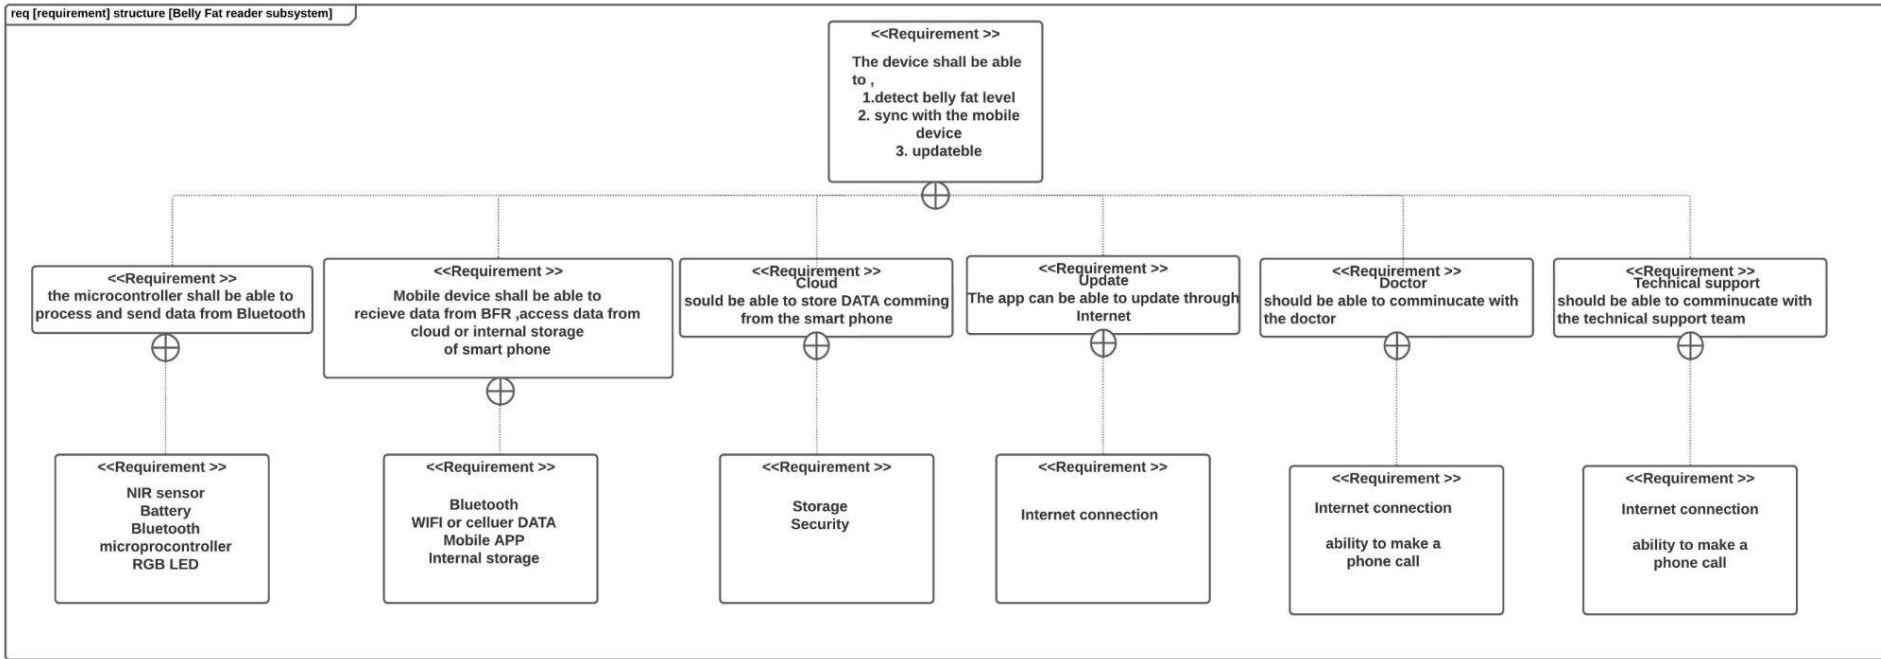 req [requirement] structure [Belly Fat reader subsystem]
<<Requirement >>
The device shall be able
to ,
1.detect belly fat level
2. sync with the mobile
device
3. updateble
<<Requirement >>
the microcontroller shall be able to
process and send data from Bluetooth
<<Requirement >>
Mobile device shall be able to
recieve data from BFR ,access data from
cloud or internal storage
of smart phone
<<Requirement >>
Cloud
sould be able to store DATA comming
from the smart phone
<<Requirement >>
Update
The app can be able to update through
Internet
<<Requirement >>
Doctor
should be able to comminucate with
the doctor
<<Requirement >>
Technical support
should be able to comminucate with
the technical support team
<<Requirement >>
NIR sensor
Battery
Bluetooth
microprocontroller
RGB LED
<<Requirement >>
Bluetooth
WIFI or celluer DATA
Mobile APP
Internal storage
<<Requirement >>
Storage
Security
<<Requirement >>
Internet connection
<<Requirement >>
Internet connection
ability to make a
phone call
<<Requirement >>
Internet connection
ability to make a
phone call